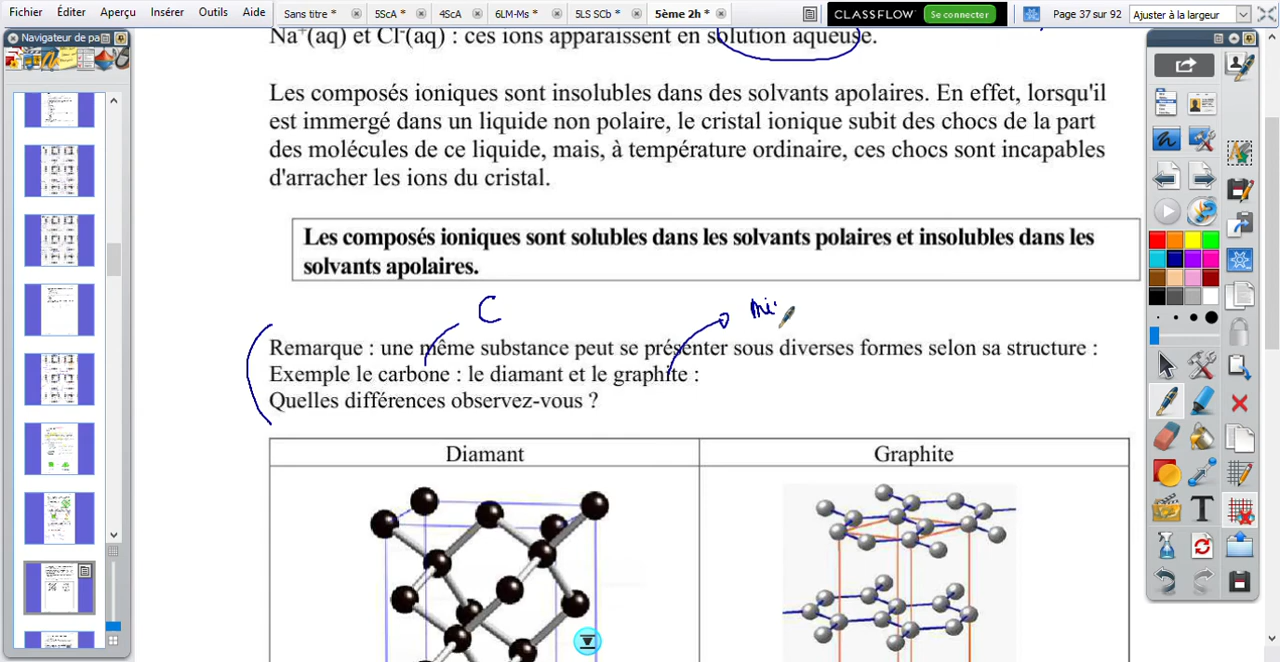 Fichier Éditer Aperçu Insérer Outils Aide
Sans titre * 5ScA * 4ScA 6LM-Ms * 5LS SCb * 5ème 2h *
CLASSFLOW Se connecter
Page 37 sur 92 Ajuster à la largeur
Navigateur de pa
Na⁺(aq) et Cl⁻(aq) : ces ions apparaissent en solution aqueuse.
Les composés ioniques sont insolubles dans des solvants apolaires. En effet, lorsqu'il
est immergé dans un liquide non polaire, le cristal ionique subit des chocs de la part
des molécules de ce liquide, mais, à température ordinaire, ces chocs sont incapables
d'arracher les ions du cristal.
Les composés ioniques sont solubles dans les solvants polaires et insolubles dans les
solvants apolaires.
C
mi
Remarque : une même substance peut se présenter sous diverses formes selon sa structure :
Exemple le carbone : le diamant et le graphite :
Quelles différences observez-vous ?
Diamant Graphite